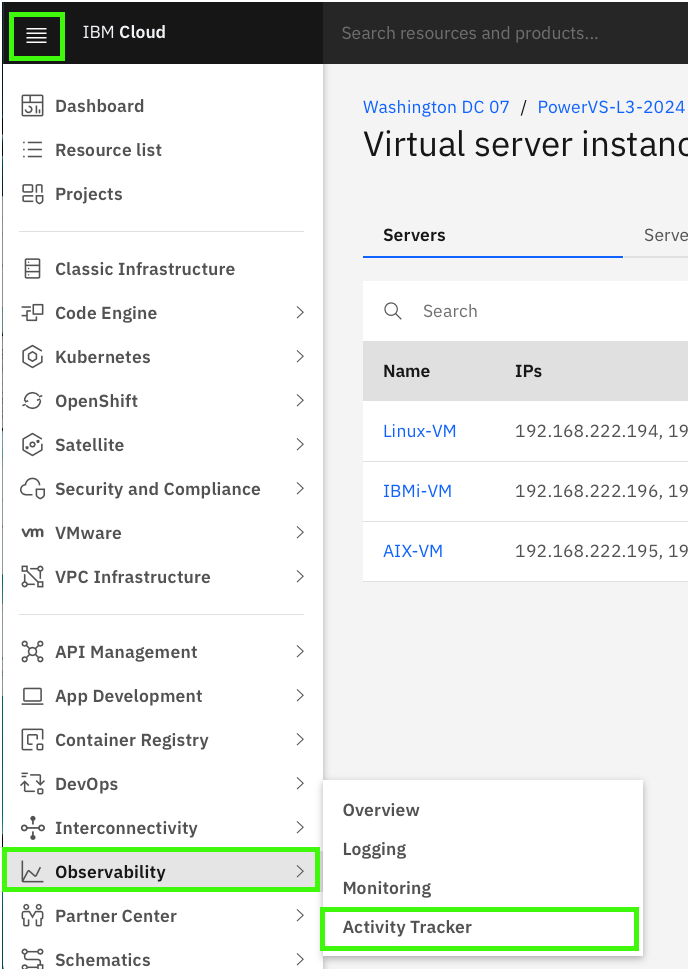 IBM Cloud
Search resources and products...
Dashboard
Resource list
Projects
Classic Infrastructure
Code Engine
Kubernetes
OpenShift
Satellite
Security and Compliance
vm VMware
VPC Infrastructure
API Management
App Development
Container Registry
DevOps
Interconnectivity
Observability
Partner Center
Schematics
Washington DC 07 / PowerVS-L3-2024
Virtual server instanc
Servers Serve
Search
Name IPs
Linux-VM 192.168.222.194, 19
IBMi-VM 192.168.222.196, 19
AIX-VM 192.168.222.195, 19
Overview
Logging
Monitoring
Activity Tracker